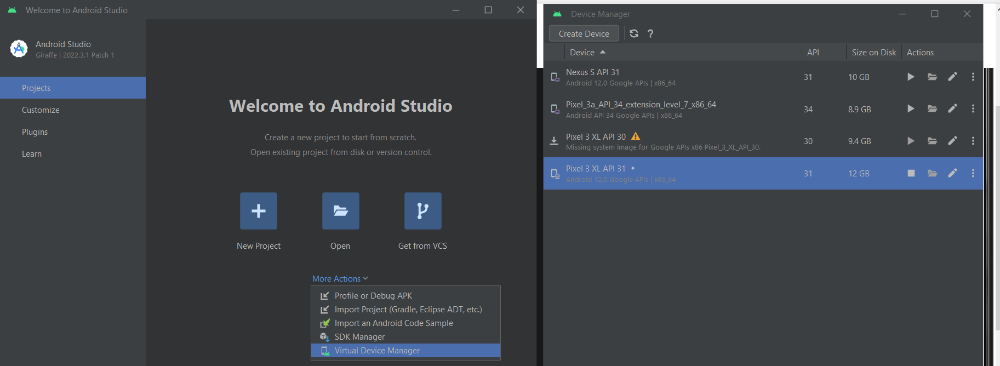 Welcome to Android Studio
Android Studio
Giraffe | 2022.3.1 Patch 1
Projects
Customize
Plugins
Learn
Welcome to Android Studio
Create a new project to start from scratch.
Open existing project from disk or version control.
New Project
Open
Get from VCS
More Actions
Profile or Debug APK
Import Project (Gradle, Eclipse ADT, etc.)
Import an Android Code Sample
SDK Manager
Virtual Device Manager
Device Manager
Create Device ?
Device API Size on Disk Actions
Nexus S API 31
Android 12.0 Google APIs | x86_64
31 10 GB
Pixel_3a_API_34_extension_level_7_x86_64
Android API 34 Google APIs | x86_64
34 8.9 GB
Pixel 3 XL API 30
Missing system image for Google APIs x86 Pixel_3_XL_API_30.
30 9.4 GB
Pixel 3 XL API 31 •
Android 12.0 Google APIs | x86_64
31 12 GB